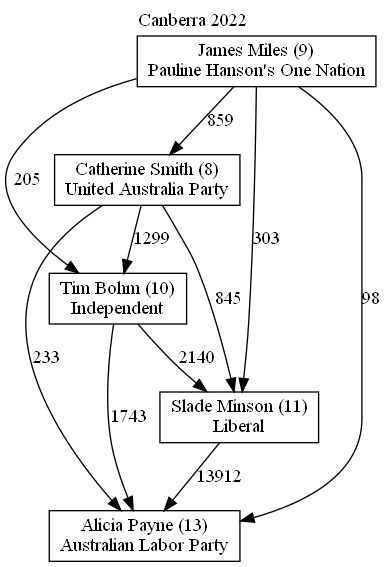 Canberra 2022
James Miles (9)
Pauline Hanson's One Nation
859
205
Catherine Smith (8)
United Australia Party
1299
303
Tim Bohm (10)
Independent
845
98
233
2140
1743
Slade Minson (11)
Liberal
13912
Alicia Payne (13)
Australian Labor Party